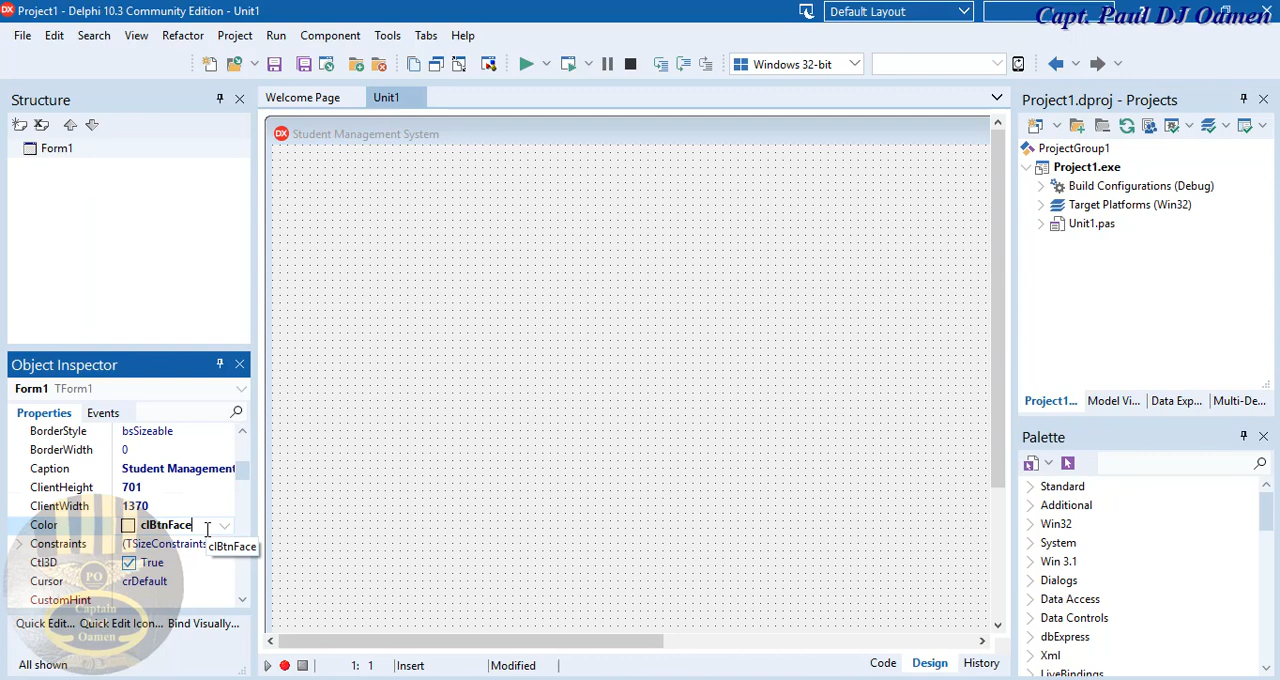 Project1 - Delphi 10.3 Community Edition - Unit1
Default Layout
Capt. Paul DJ Oamen
File Edit Search View Refactor Project Run Component Tools Tabs Help
Windows 32-bit
Structure
Form1
Welcome Page Unit1
Student Management System
Object Inspector
Form1 TForm1
Properties Events
BorderStyle bsSizeable
BorderWidth 0
Caption Student Management
ClientHeight 701
ClientWidth 1370
Color clBtnFace
Constraints (TSizeConstraints
clBtnFace
Ctl3D True
Cursor crDefault
CustomHint
Quick Edit... Quick Edit Icon... Bind Visually...
All shown
PO
Captain
Oamen
1: 1 Insert Modified
Code Design History
Project1.dproj - Projects
ProjectGroup1
Project1.exe
Build Configurations (Debug)
Target Platforms (Win32)
Unit1.pas
Project1... Model Vi... Data Exp... Multi-De...
Palette
Standard
Additional
Win32
System
Win 3.1
Dialogs
Data Access
Data Controls
dbExpress
Xml
LiveBindings